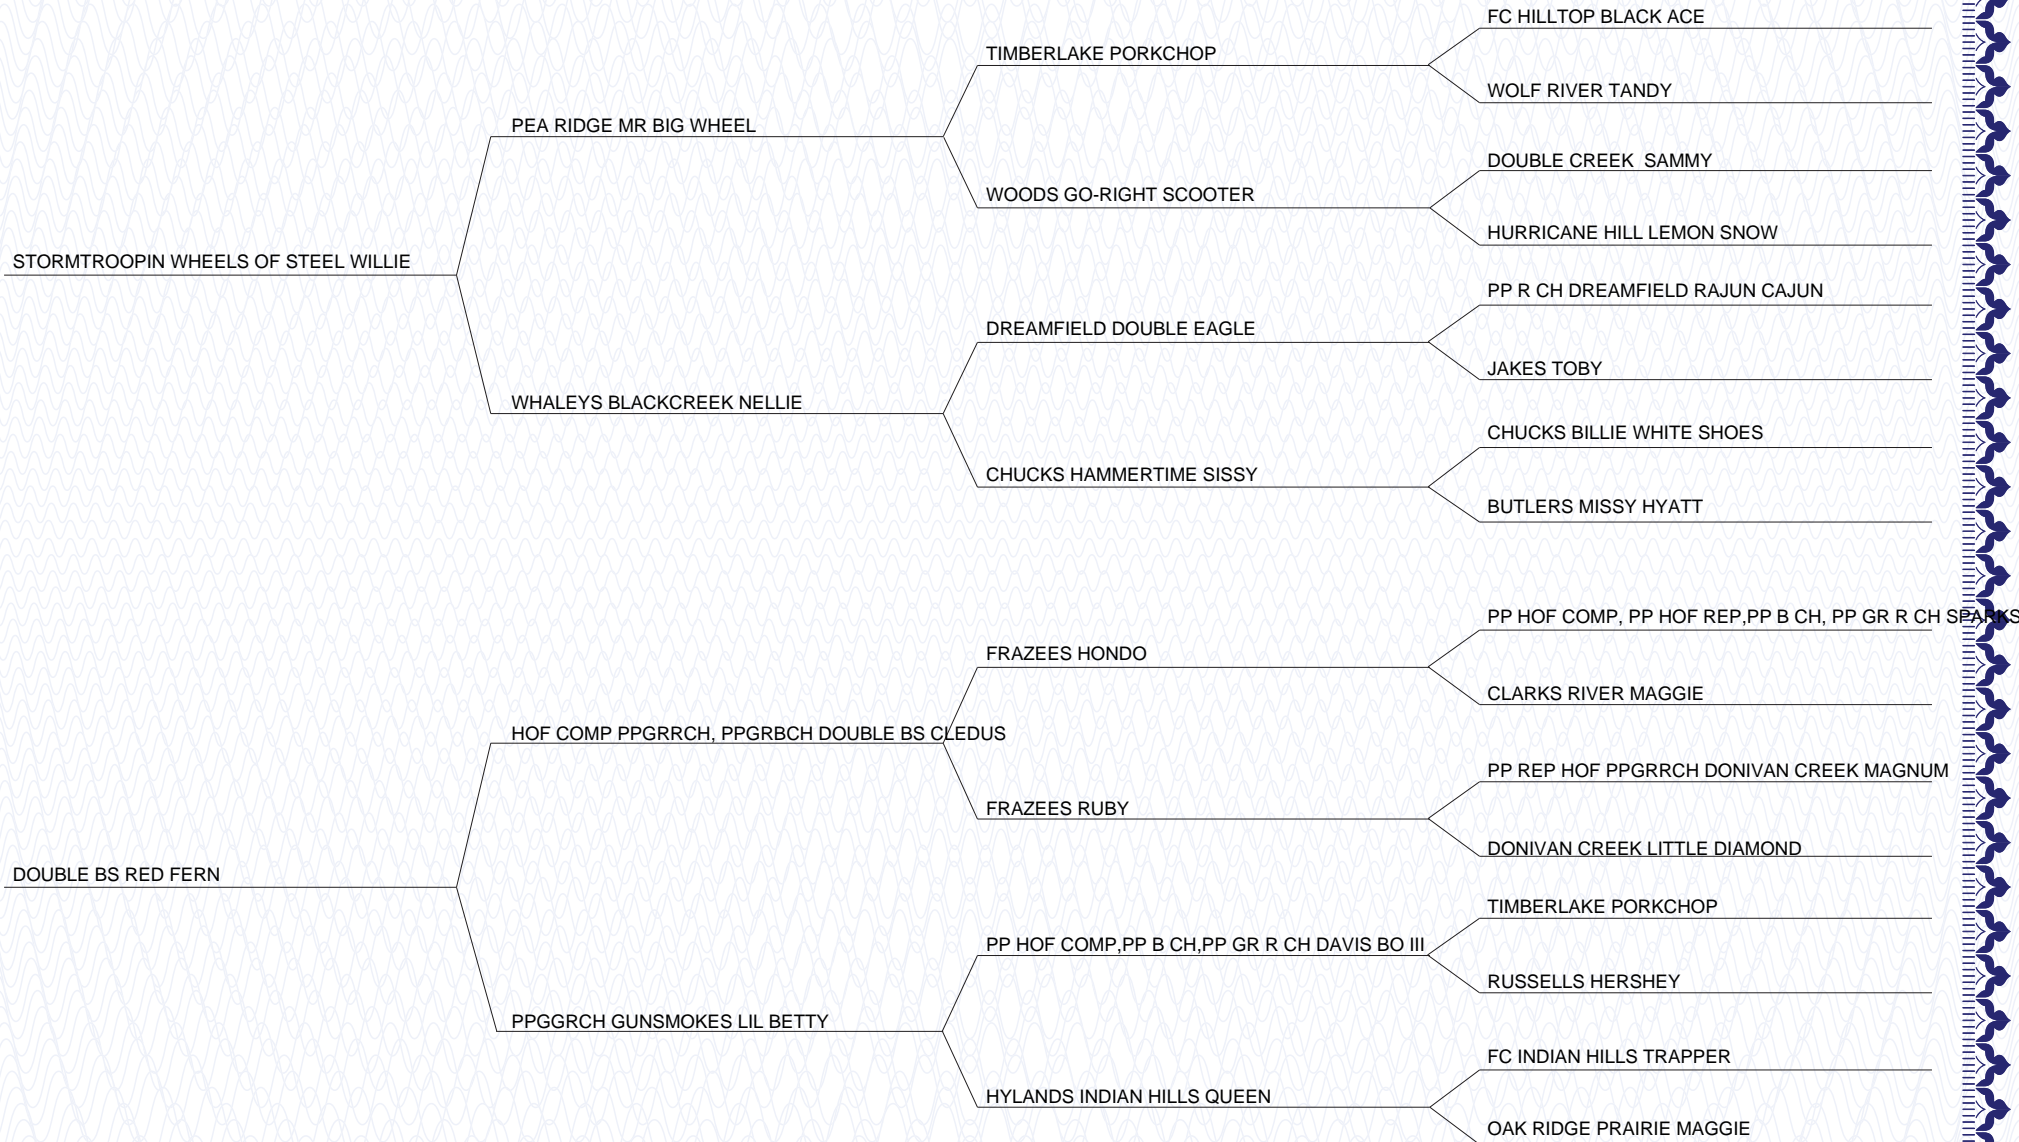 FC HILLTOP BLACK ACE
TIMBERLAKE PORKCHOP
WOLF RIVER TANDY
PEA RIDGE MR BIG WHEEL
DOUBLE CREEK  SAMMY
WOODS GO-RIGHT SCOOTER
HURRICANE HILL LEMON SNOW
STORMTROOPIN WHEELS OF STEEL WILLIE
PP R CH DREAMFIELD RAJUN CAJUN
DREAMFIELD DOUBLE EAGLE
JAKES TOBY
WHALEYS BLACKCREEK NELLIE
CHUCKS BILLIE WHITE SHOES
CHUCKS HAMMERTIME SISSY
BUTLERS MISSY HYATT
PP HOF COMP, PP HOF REP,PP B CH, PP GR R CH SPARKS
FRAZEES HONDO
CLARKS RIVER MAGGIE
HOF COMP PPGRRCH, PPGRBCH DOUBLE BS CLEDUS
PP REP HOF PPGRRCH DONIVAN CREEK MAGNUM
FRAZEES RUBY
DONIVAN CREEK LITTLE DIAMOND
DOUBLE BS RED FERN
TIMBERLAKE PORKCHOP
PP HOF COMP,PP B CH,PP GR R CH DAVIS BO III
RUSSELLS HERSHEY
PPGGRCH GUNSMOKES LIL BETTY
FC INDIAN HILLS TRAPPER
HYLANDS INDIAN HILLS QUEEN
OAK RIDGE PRAIRIE MAGGIE